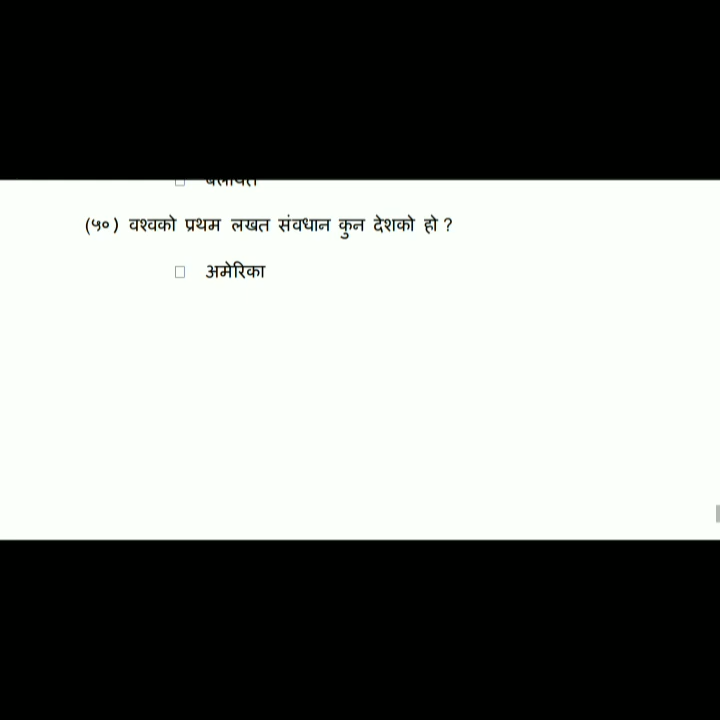 (५०) वश्वको प्रथम लखत संवधान कुन देशको हो ?
□ अमेरिका